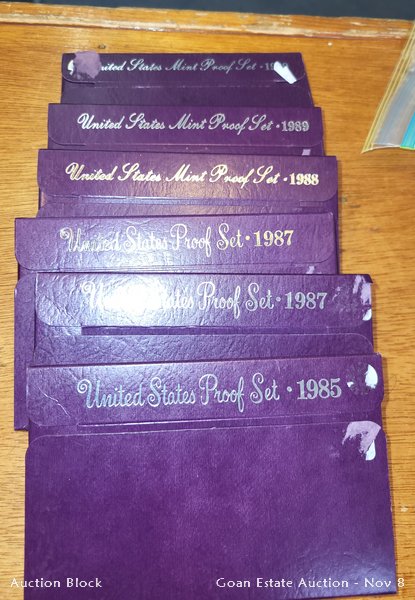 United States Mint Proof Set ·
United States Mint Proof Set · 1989
United States Mint Proof Set · 1988
United States Proof Set · 1987
United States Proof Set · 1987
United States Proof Set · 1985
Auction Block
Goan Estate Auction - Nov 8